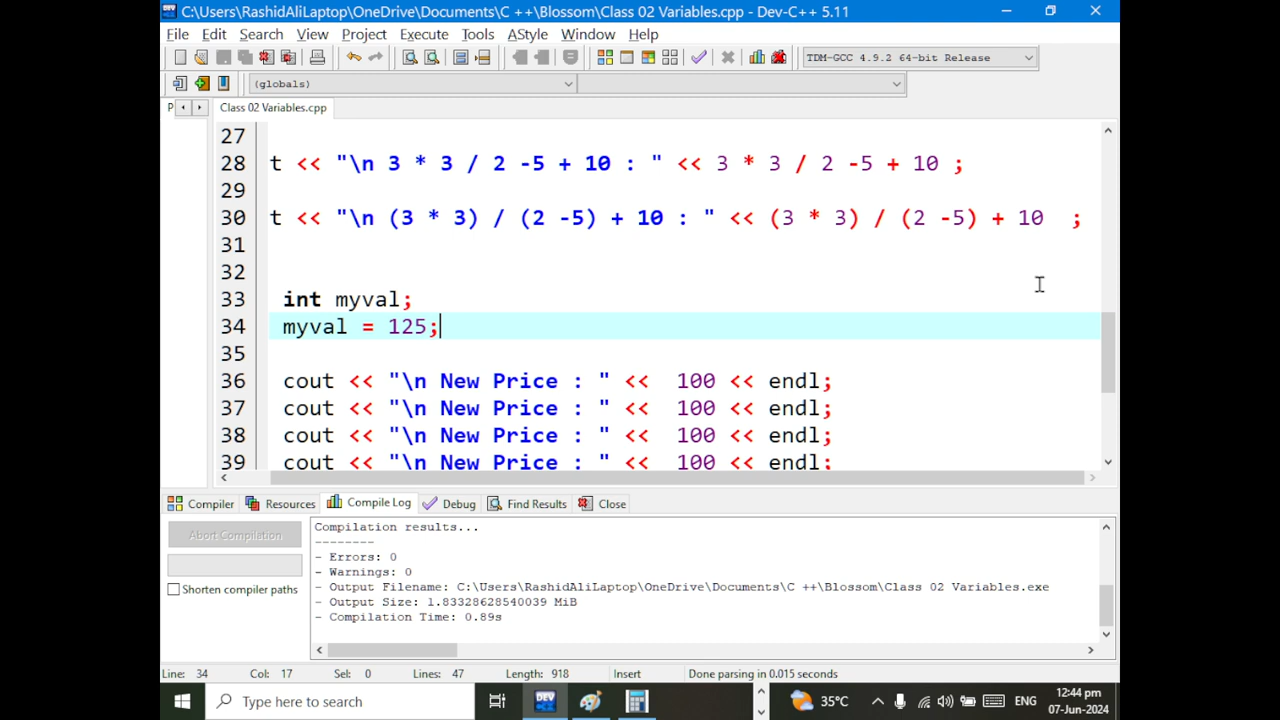 C:\Users\RashidAliLaptop\OneDrive\Documents\C ++\Blossom\Class 02 Variables.cpp - Dev-C++ 5.11
File Edit Search View Project Execute Tools AStyle Window Help
TDM-GCC 4.9.2 64-bit Release
(globals)
P Class 02 Variables.cpp
27
28 t << "\n 3 * 3 / 2 -5 + 10 : " << 3 * 3 / 2 -5 + 10 ;
29
30 t << "\n (3 * 3) / (2 -5) + 10 : " << (3 * 3) / (2 -5) + 10 ;
31
32
33 int myval;
34 myval = 125;
35
36 cout << "\n New Price : " << 100 << endl;
37 cout << "\n New Price : " << 100 << endl;
38 cout << "\n New Price : " << 100 << endl;
39 cout << "\n New Price : " << 100 << endl;
Compiler Resources Compile Log Debug Find Results Close
Abort Compilation
Shorten compiler paths
Compilation results...
--------
- Errors: 0
- Warnings: 0
- Output Filename: C:\Users\RashidAliLaptop\OneDrive\Documents\C ++\Blossom\Class 02 Variables.exe
- Output Size: 1.83328628540039 MiB
- Compilation Time: 0.89s
Line: 34 Col: 17 Sel: 0 Lines: 47 Length: 918 Insert Done parsing in 0.015 seconds
Type here to search
DEV
35°C
ENG
12:44 pm
07-Jun-2024